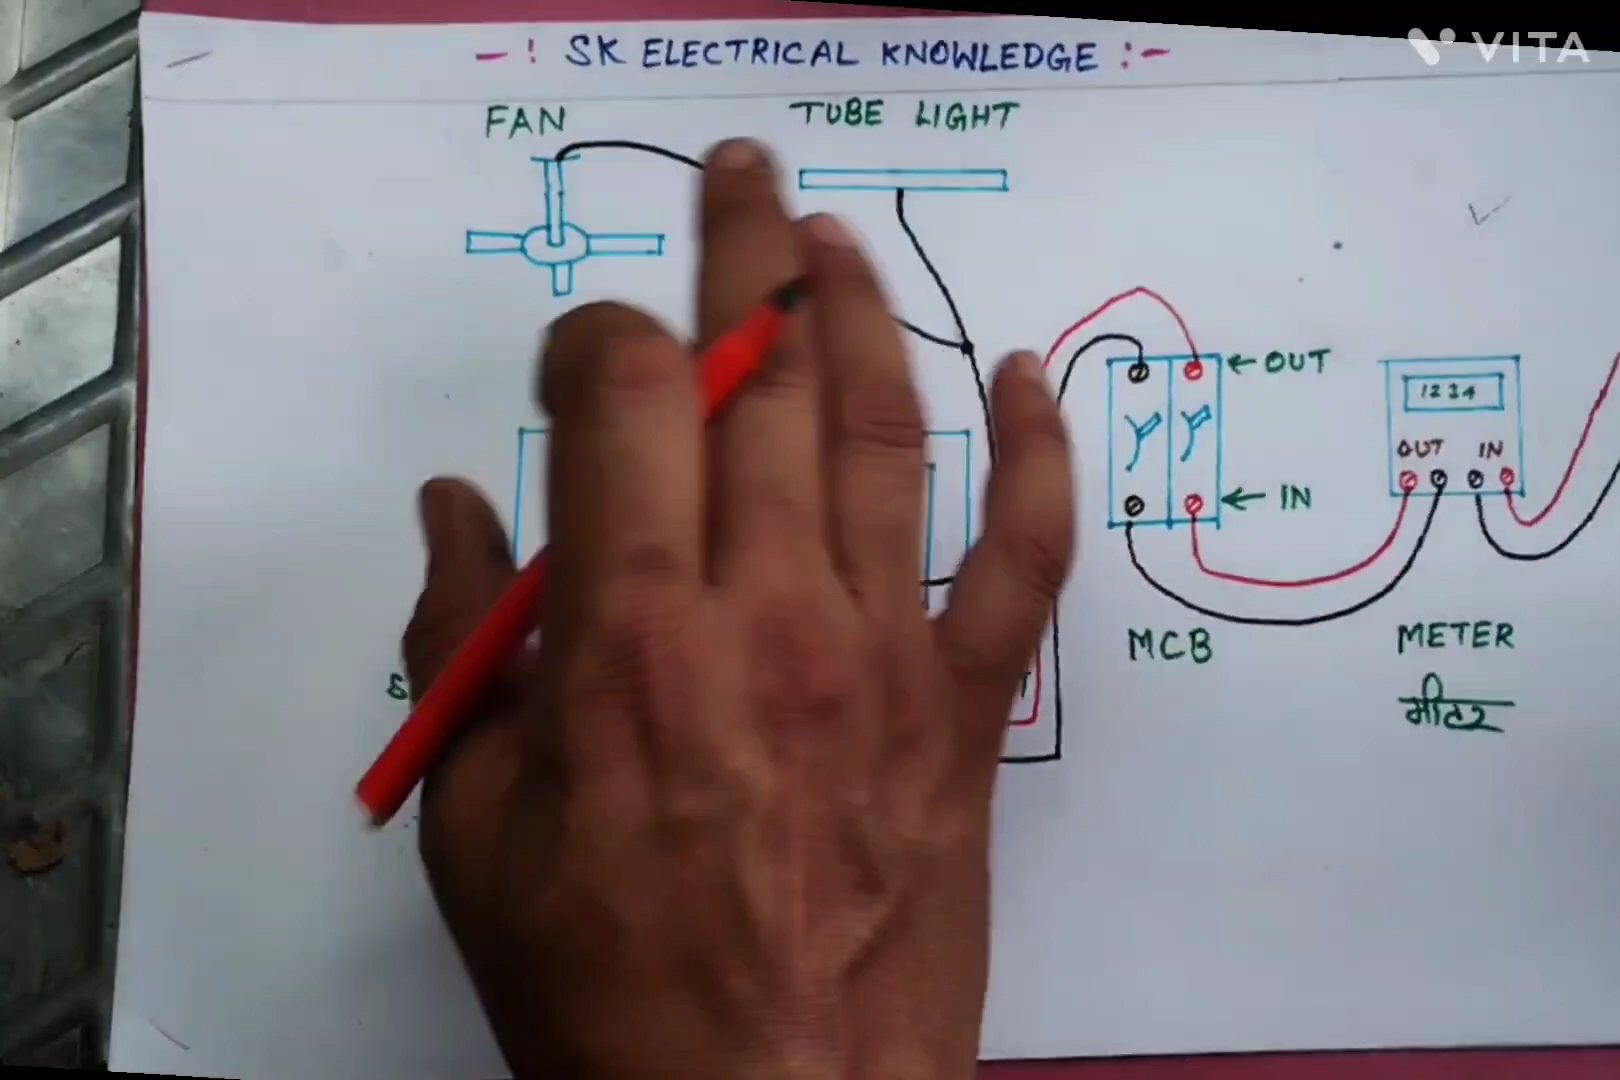 -! SK ELECTRICAL KNOWLEDGE :-
VITA
FAN
TUBE LIGHT
←OUT
1234
OUT IN
← IN
MCB
METER
मीटर